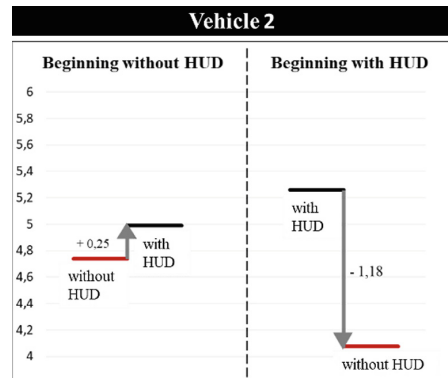 Vehicle 2
Beginning without HUD
Beginning with HUD
6
5,8
5,6
5,4
5,2
5
4,8
4,6
4,4
4,2
4
+ 0,25
without
HUD
with
HUD
with
HUD
- 1,18
without HUD